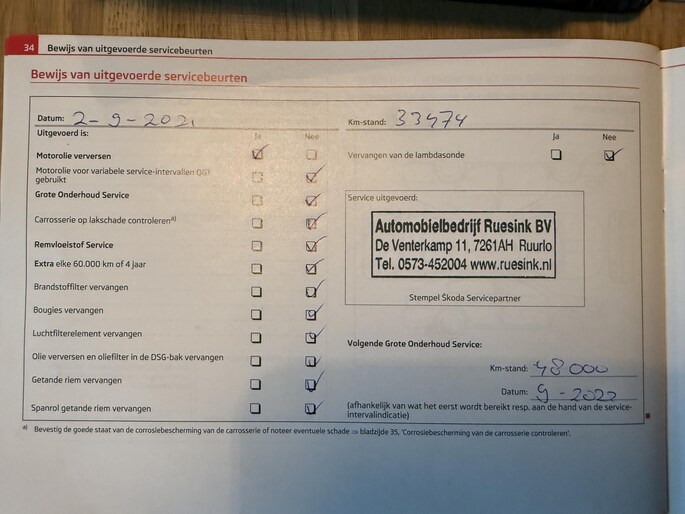 34 Bewijs van uitgevoerde servicebeurten
Bewijs van uitgevoerde servicebeurten
Datum: 2-9-2021
Km-stand: 33474
Uitgevoerd is:
Ja Nee
Ja Nee
Motorolie verversen
Vervangen van de lambdasonde
Motorolie voor variabele service-intervallen QG1
gebruikt
Grote Onderhoud Service
Service uitgevoerd:
Carrosserie op lakschade controleren a)
Automobielbedrijf Ruesink BV
De Venterkamp 11, 7261AH Ruurlo
Tel. 0573-452004 www.ruesink.nl
Remvloeistof Service
Extra elke 60.000 km of 4 jaar
Brandstoffilter vervangen
Stempel Škoda Servicepartner
Bougies vervangen
Luchtfilterelement vervangen
Volgende Grote Onderhoud Service:
Olie verversen en oliefilter in de DSG-bak vervangen
Km-stand: 48000
Getande riem vervangen
Datum: 9-2022
Spanrol getande riem vervangen
(afhankelijk van wat het eerst wordt bereikt resp. aan de hand van de service-
intervalindicatie)
a) Bevestig de goede staat van de corrosiebescherming van de carrosserie of noteer eventuele schade ⇒ bladzijde 35, 'Corrosiebescherming van de carrosserie controleren'.